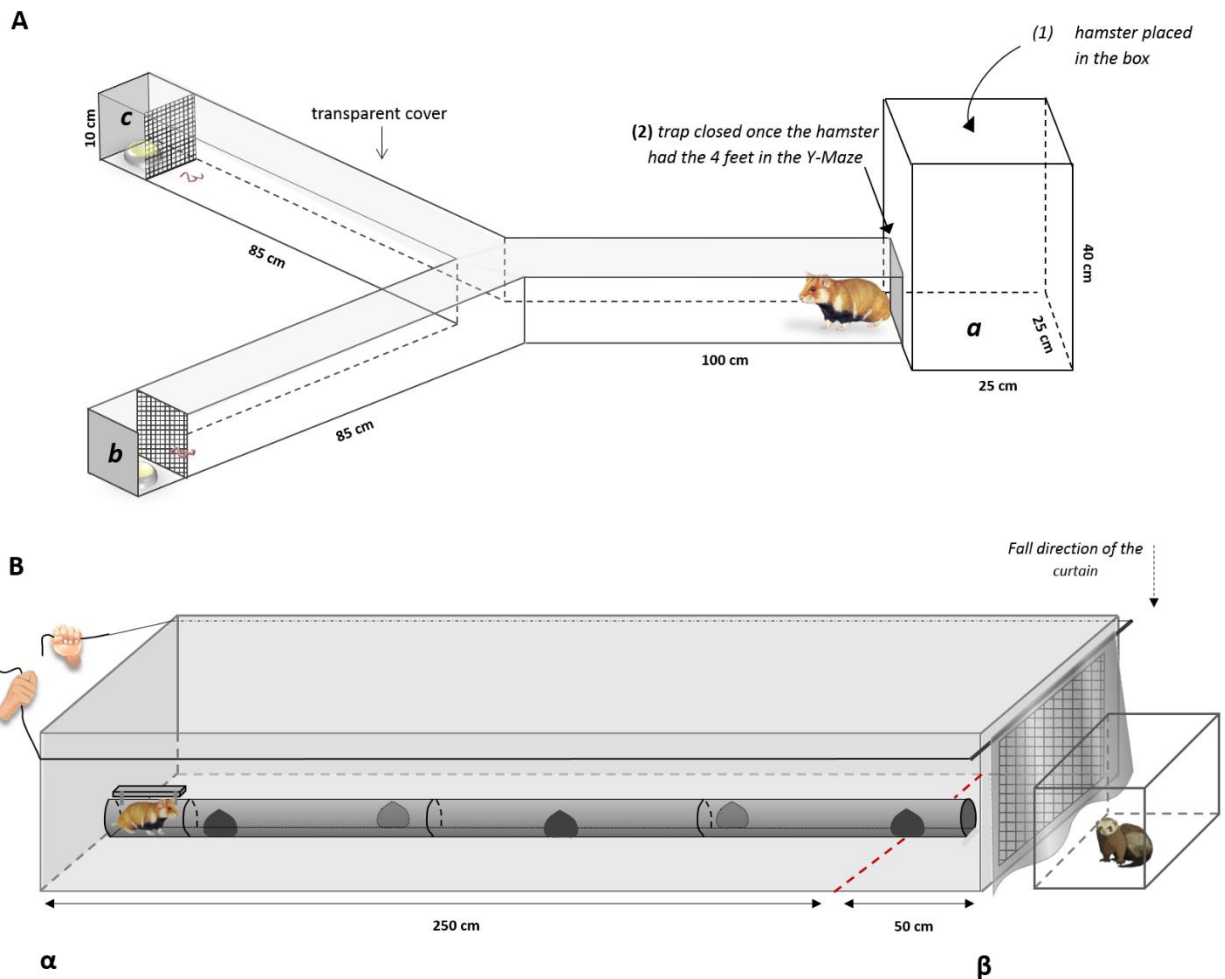 A
(1) hamster placed
in the box
transparent cover
(2) trap closed once the hamster
had the 4 feet in the Y-Maze
10 cm
c
85 cm
40 cm
25 cm
a
100 cm
25 cm
b
85 cm
B
Fall direction of the
curtain
250 cm
50 cm
α
β